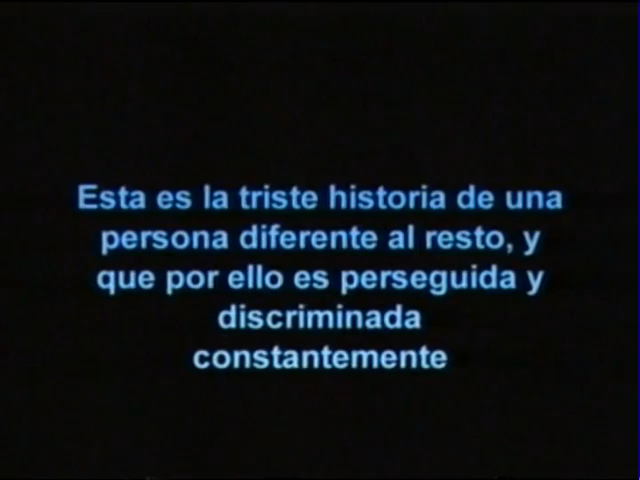 Esta es la triste historia de una
persona diferente al resto, y
que por ello es perseguida y
discriminada
constantemente